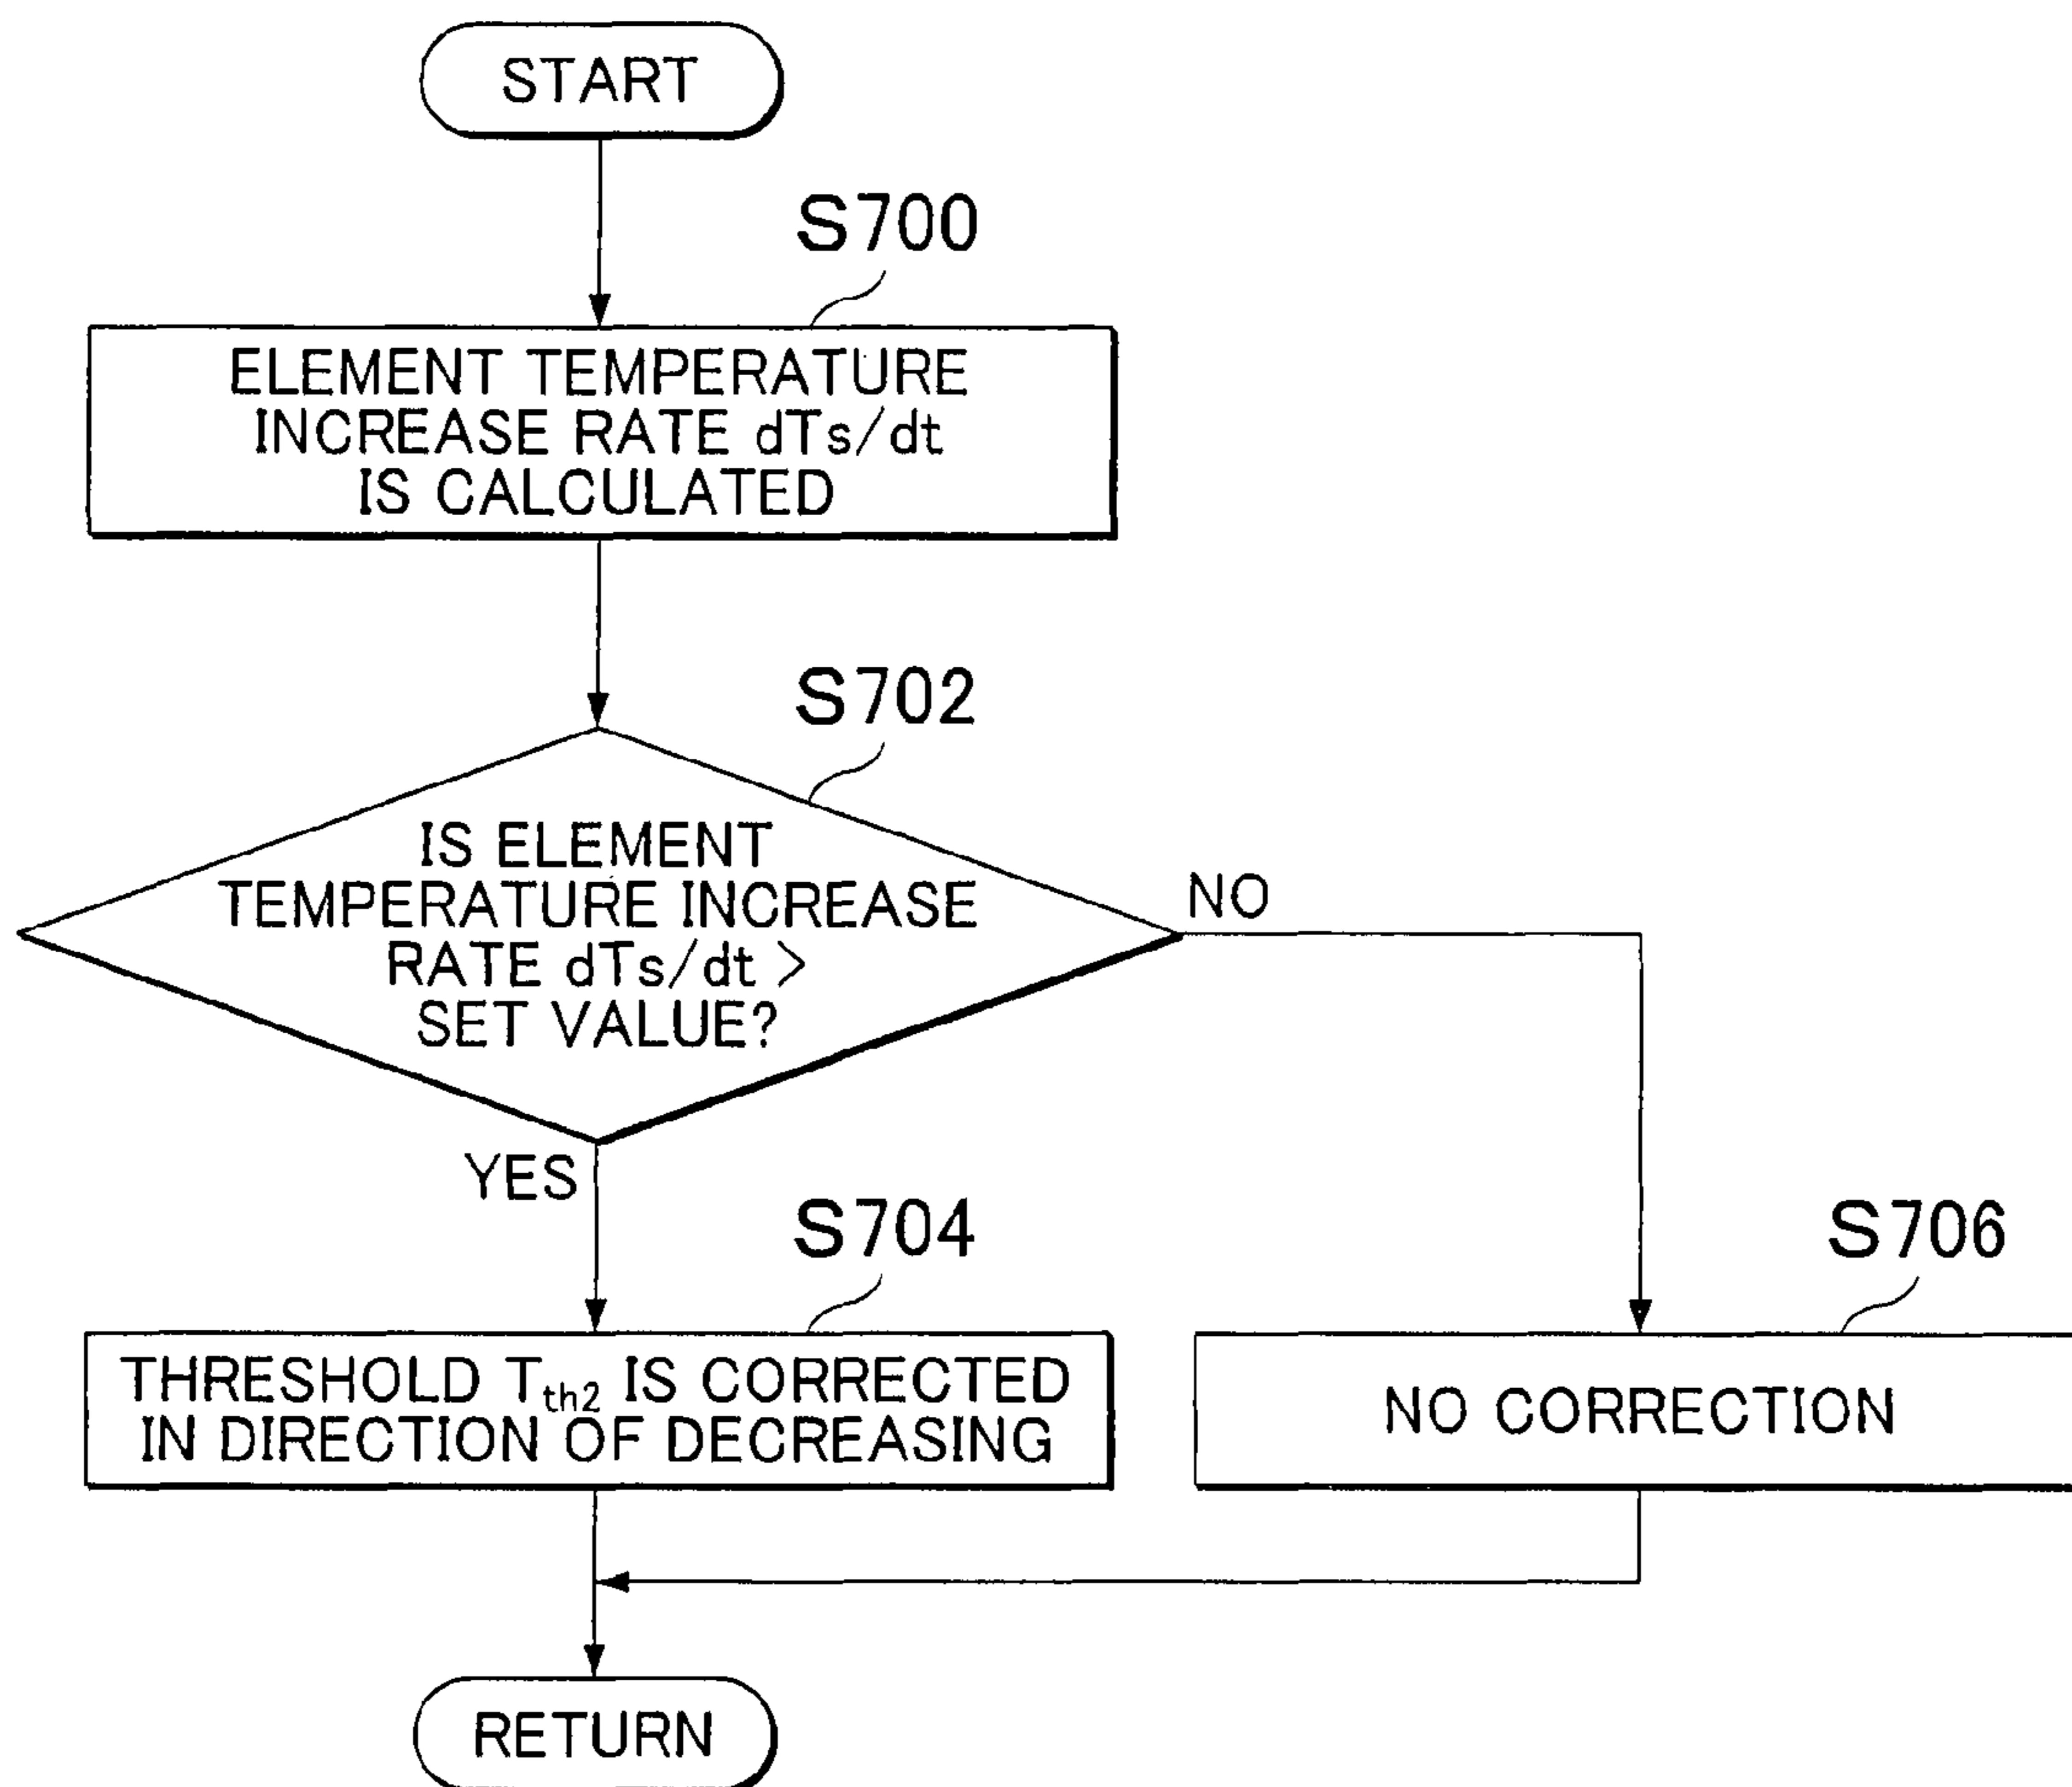 START
S700
ELEMENT TEMPERATURE
INCREASE RATE dTs/dt
IS CALCULATED
S702
IS ELEMENT
TEMPERATURE INCREASE
RATE dTs/dt >
SET VALUE?
NO
YES
S704
THRESHOLD Tth2 IS CORRECTED
IN DIRECTION OF DECREASING
S706
NO CORRECTION
RETURN